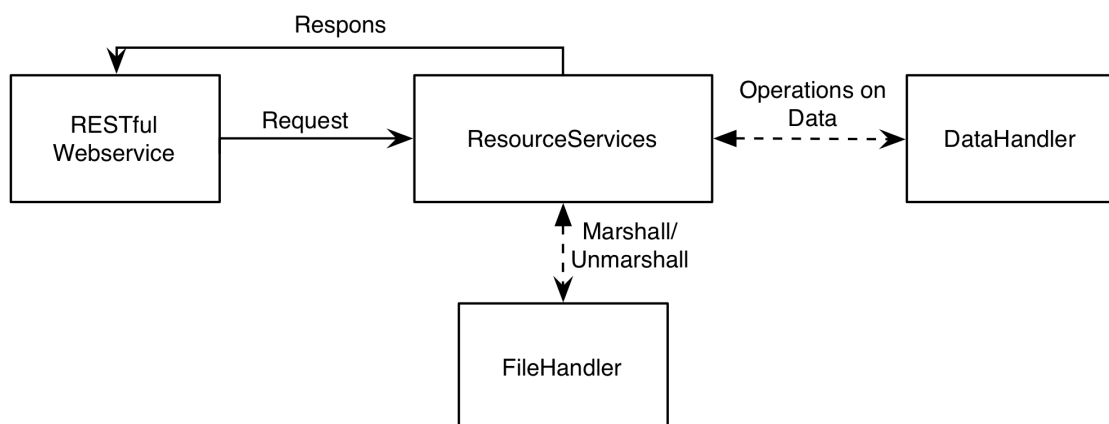 Respons
RESTful
Webservice
Request
ResourceServices
Operations on
Data
DataHandler
Marshall/
Unmarshall
FileHandler